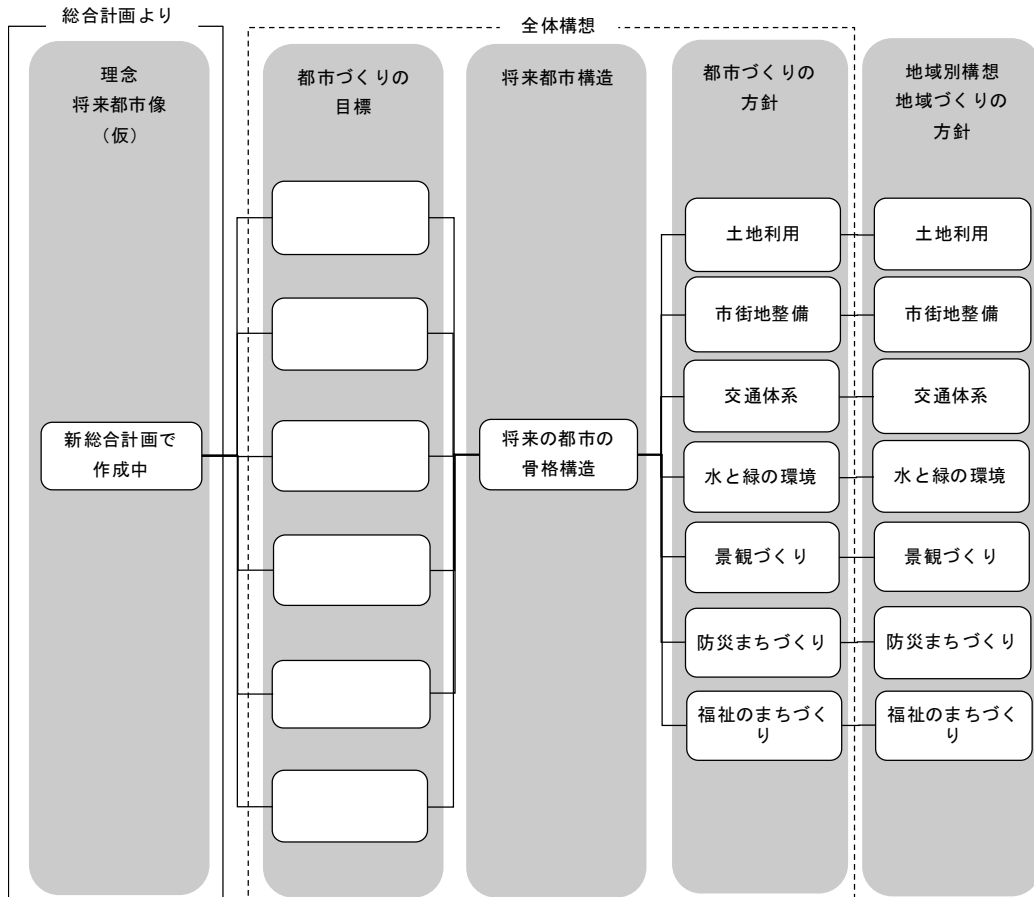 総合計画より
全体構想
理念
将来都市像
（仮）
都市づくりの
目標
将来都市構造
都市づくりの
方針
地域別構想
地域づくりの
方針
新総合計画で
作成中
将来の都市の
骨格構造
土地利用
土地利用
市街地整備
市街地整備
交通体系
交通体系
水と緑の環境
水と緑の環境
景観づくり
景観づくり
防災まちづくり
防災まちづくり
福祉のまちづく
り
福祉のまちづく
り